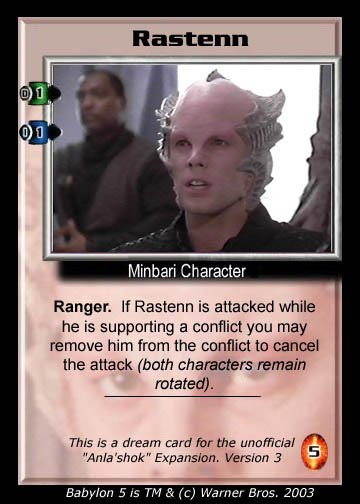 Rastenn
D 1
D 1
Minbari Character
Ranger. If Rastenn is attacked while
he is supporting a conflict you may
remove him from the conflict to cancel
the attack (both characters remain
rotated).
This is a dream card for the unofficial
"Anla'shok" Expansion. Version 3
5
Babylon 5 is TM & (c) Warner Bros. 2003